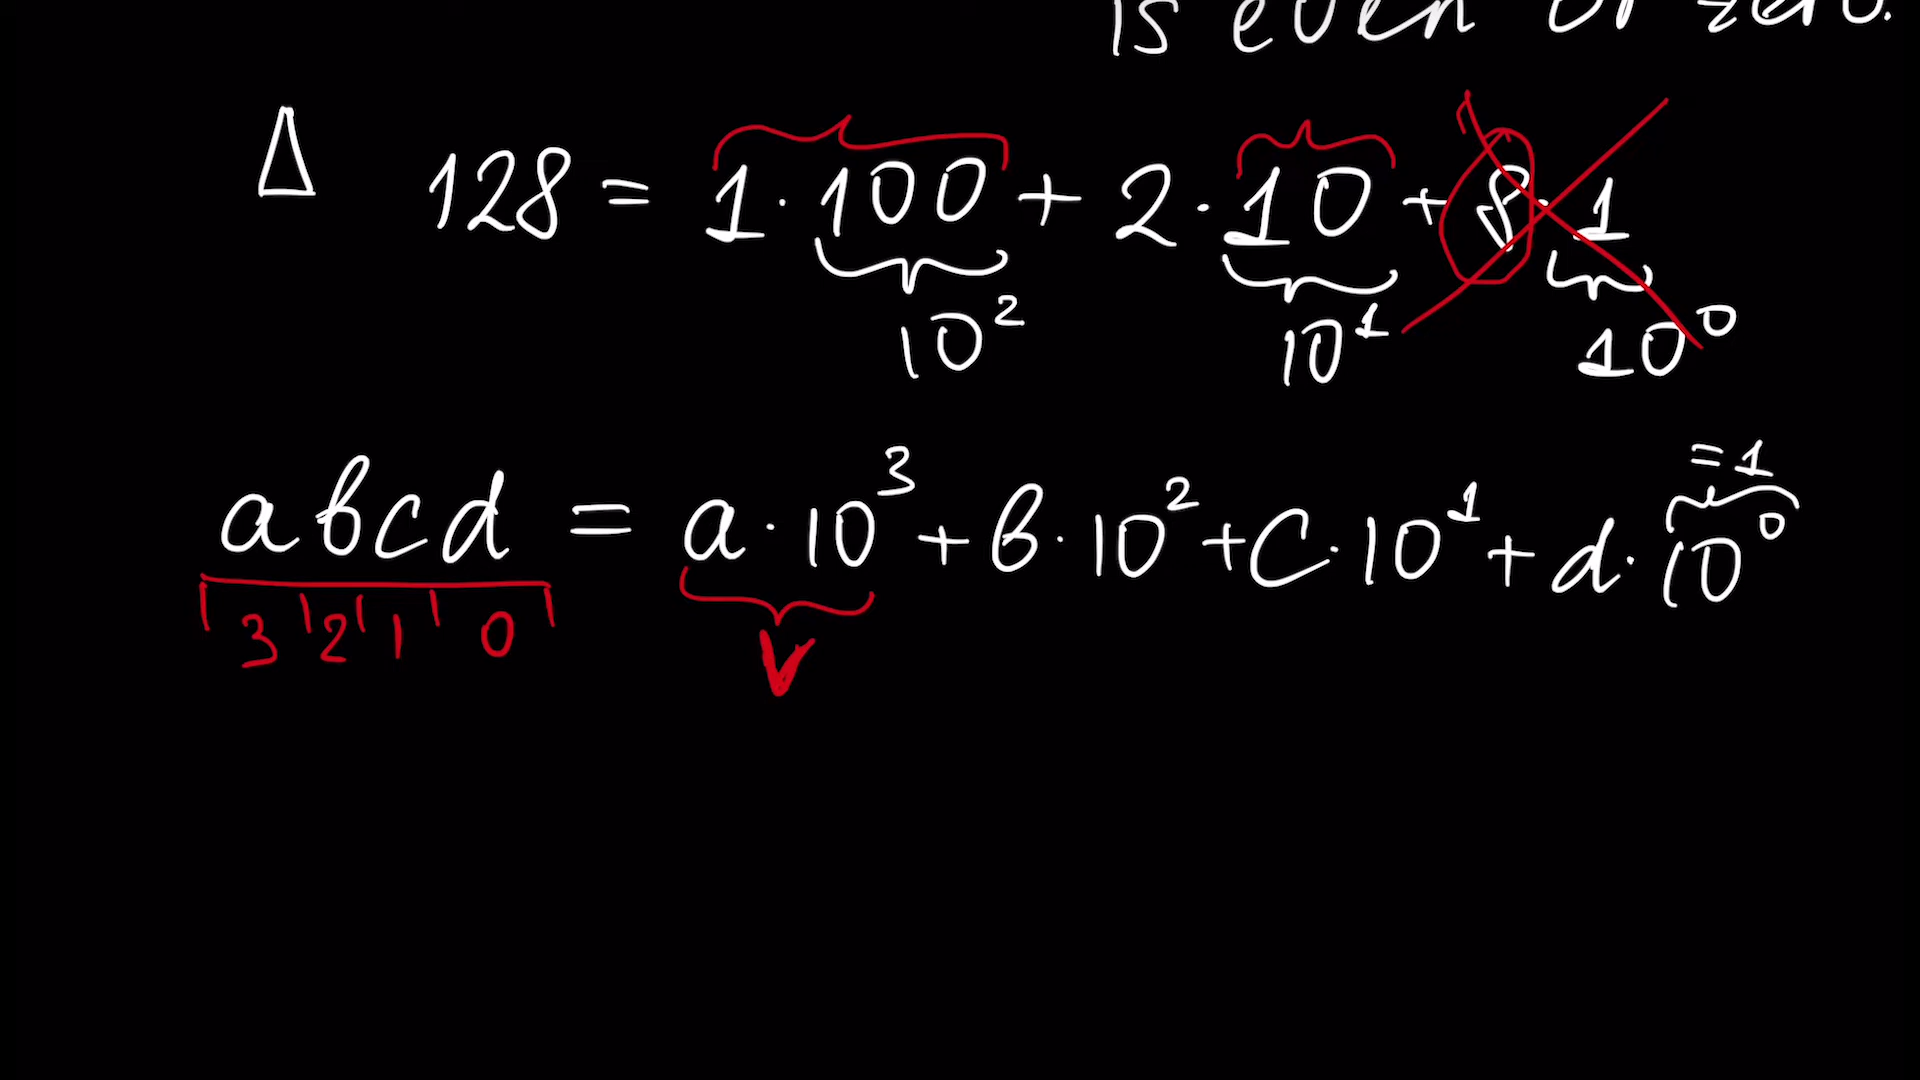 is even or zero.
Δ 128 = 1·100 + 2·10 + 8·1
10² 10¹ 10⁰
= 1
abcd = a·10³ + b·10² + c·10¹ + d·10⁰
3 2 1 0 V